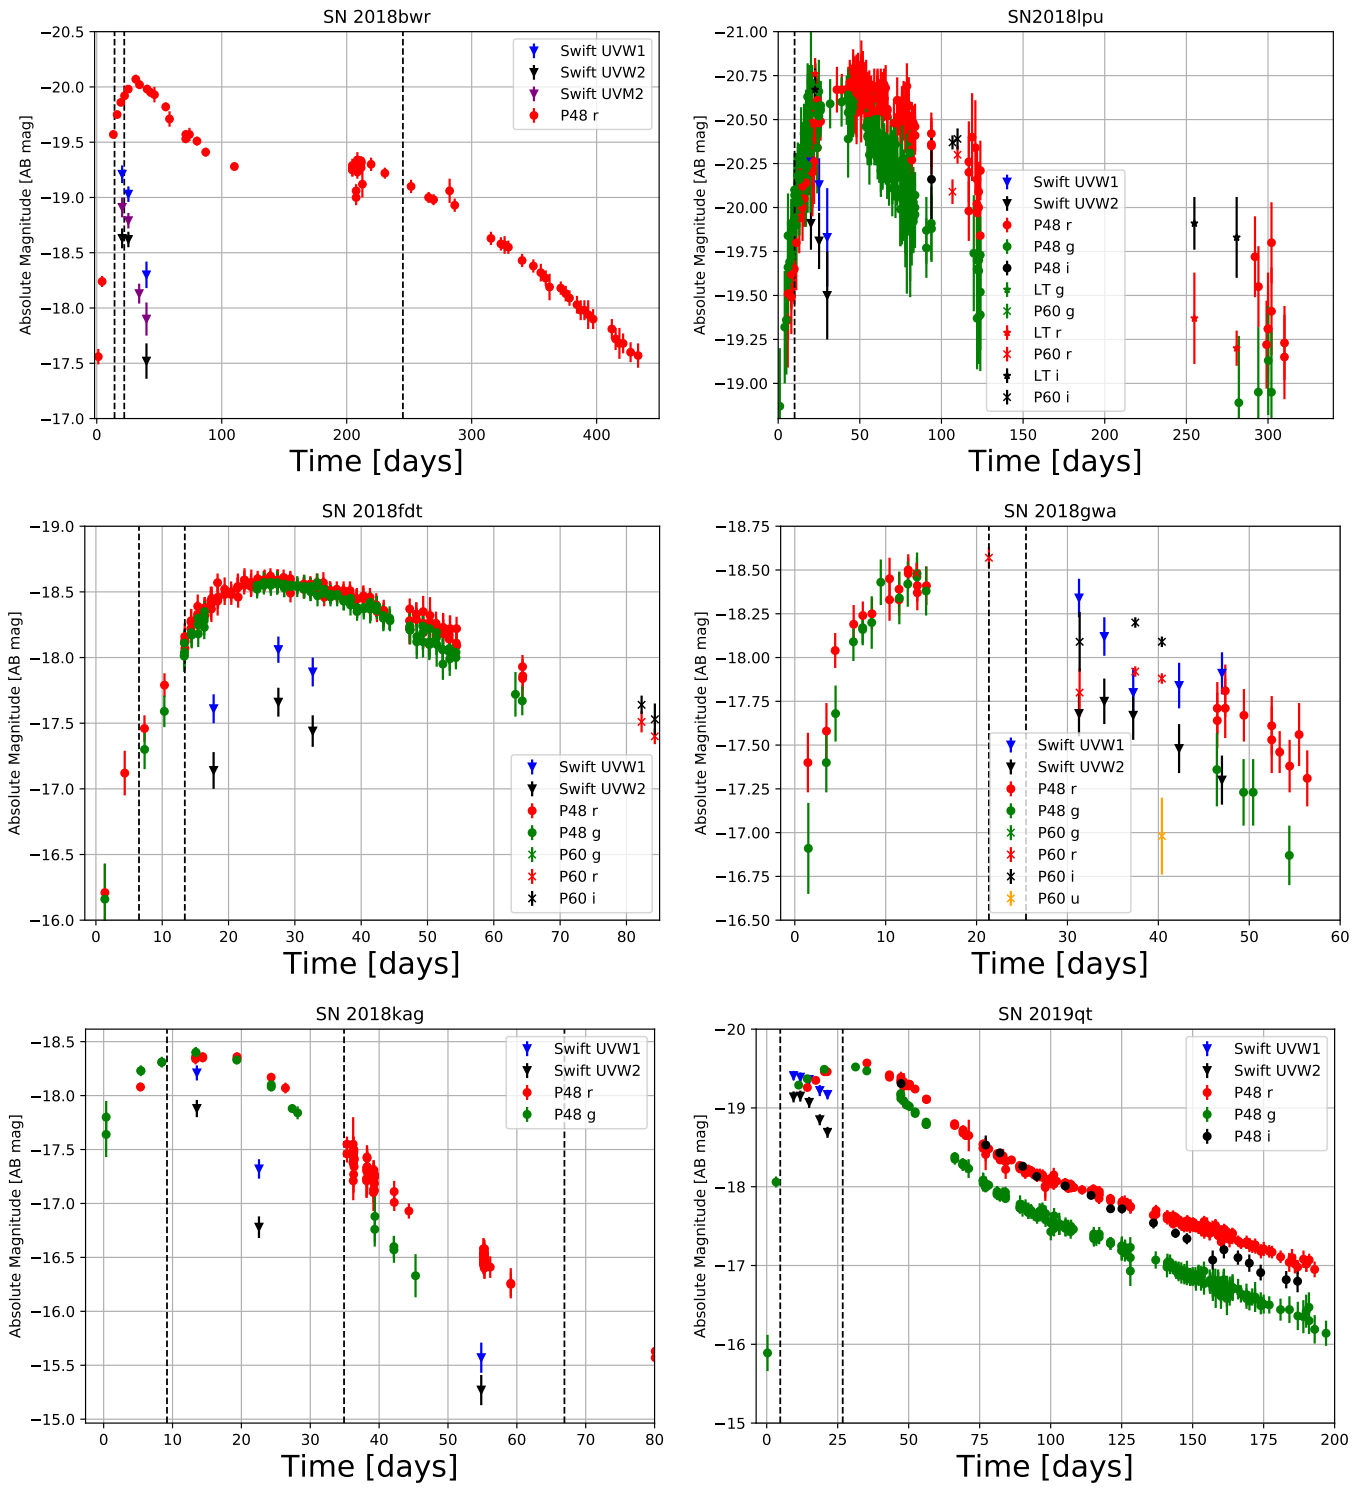 SN 2018bwr
Absolute Magnitude [AB mag]
−20.5
−20.0
−19.5
−19.0
−18.5
−18.0
−17.5
−17.0
Swift UVW1
Swift UVW2
Swift UVM2
P48 r
0 100 200 300 400
Time [days]
SN2018lpu
Absolute Magnitude [AB mag]
−21.00
−20.75
−20.50
−20.25
−20.00
−19.75
−19.50
−19.25
−19.00
Swift UVW1
Swift UVW2
P48 r
P48 g
P48 i
LT g
P60 g
LT r
P60 r
LT i
P60 i
0 50 100 150 200 250 300
Time [days]
SN 2018fdt
Absolute Magnitude [AB mag]
−19.0
−18.5
−18.0
−17.5
−17.0
−16.5
−16.0
Swift UVW1
Swift UVW2
P48 r
P48 g
P60 g
P60 r
P60 i
0 10 20 30 40 50 60 70 80
Time [days]
SN 2018gwa
Absolute Magnitude [AB mag]
−18.75
−18.50
−18.25
−18.00
−17.75
−17.50
−17.25
−17.00
−16.75
−16.50
Swift UVW1
Swift UVW2
P48 r
P48 g
P60 g
P60 r
P60 i
P60 u
0 10 20 30 40 50 60
Time [days]
SN 2018kag
Absolute Magnitude [AB mag]
−18.5
−18.0
−17.5
−17.0
−16.5
−16.0
−15.5
−15.0
Swift UVW1
Swift UVW2
P48 r
P48 g
0 10 20 30 40 50 60 70 80
Time [days]
SN 2019qt
Absolute Magnitude [AB mag]
−20
−19
−18
−17
−16
−15
Swift UVW1
Swift UVW2
P48 r
P48 g
P48 i
0 25 50 75 100 125 150 175 200
Time [days]